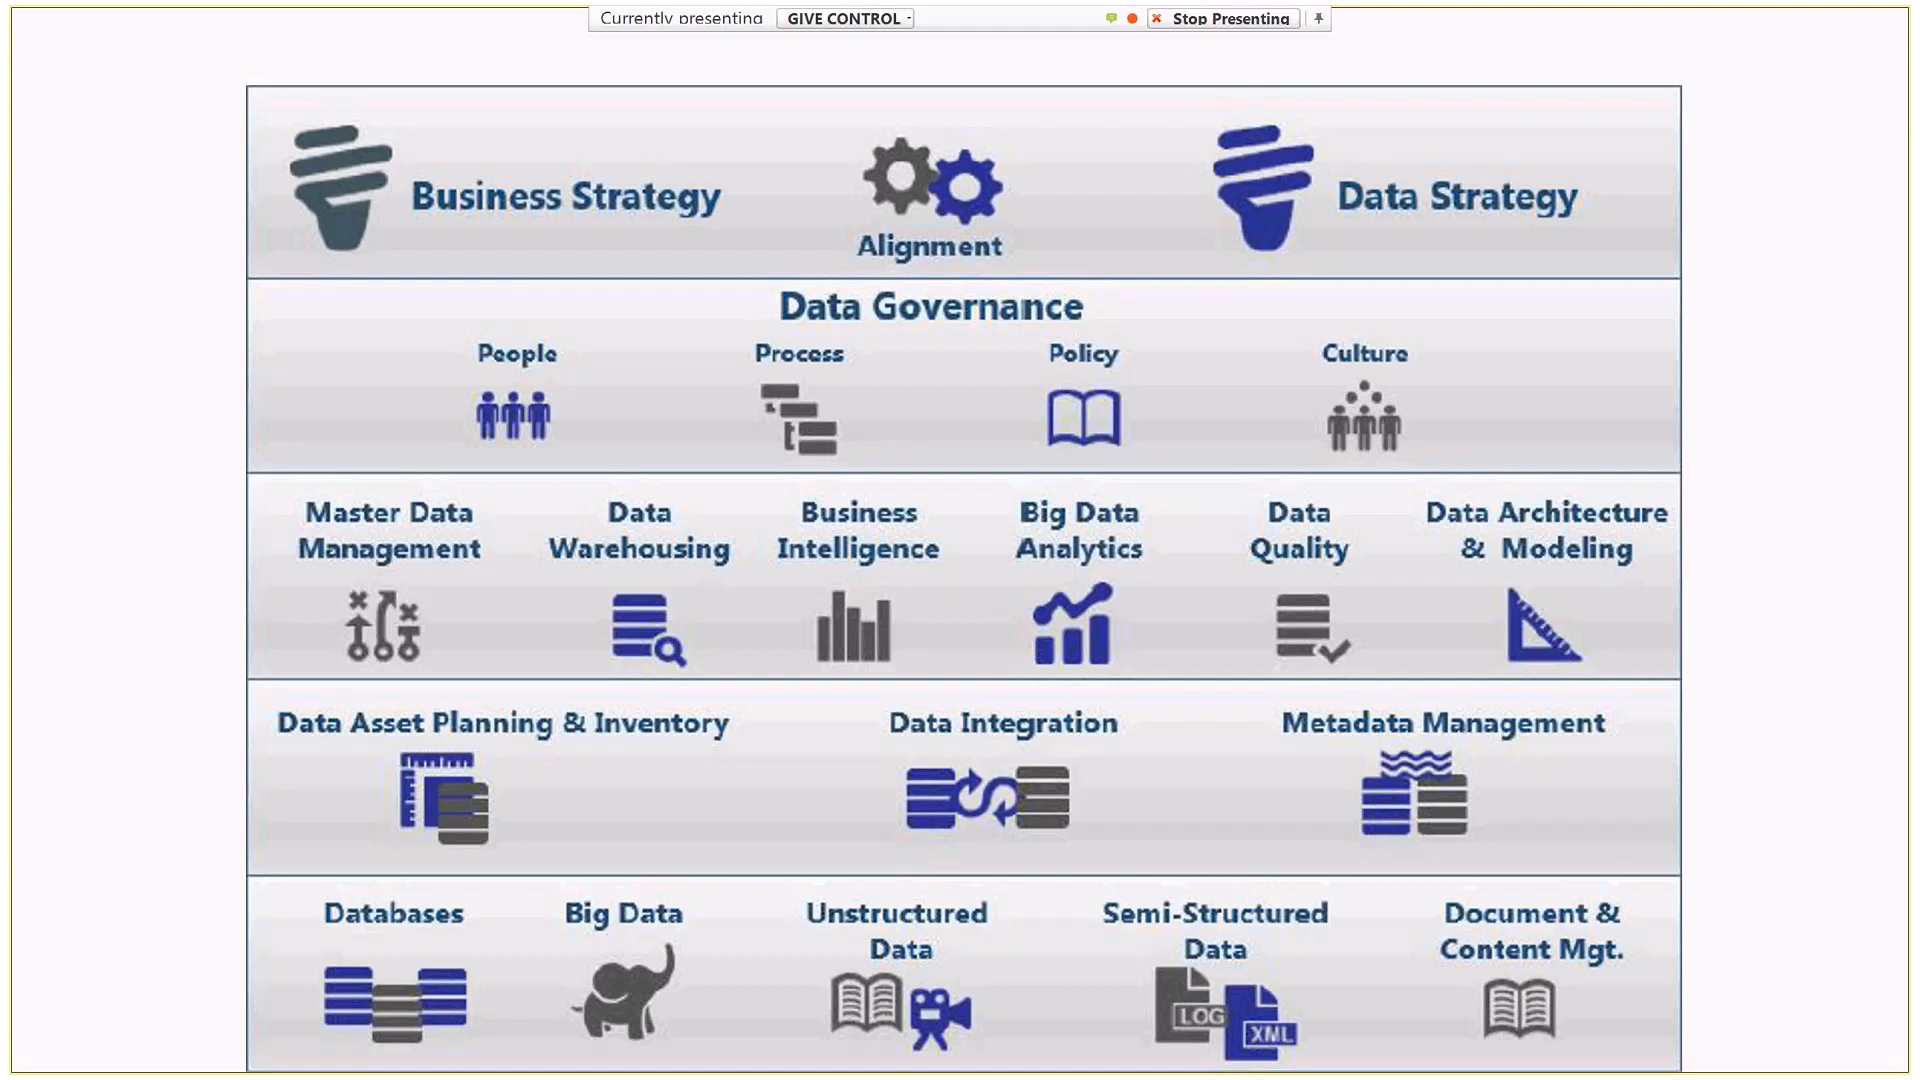 Currently presenting GIVE CONTROL Stop Presenting
Business Strategy
Alignment
Data Strategy
Data Governance
People Process Policy Culture
Master Data Management
Data Warehousing
Business Intelligence
Big Data Analytics
Data Quality
Data Architecture
& Modeling
Data Asset Planning & Inventory
Data Integration
Metadata Management
Databases
Big Data
Unstructured
Data
Semi-Structured
Data
Document &
Content Mgt.
LOG
XML